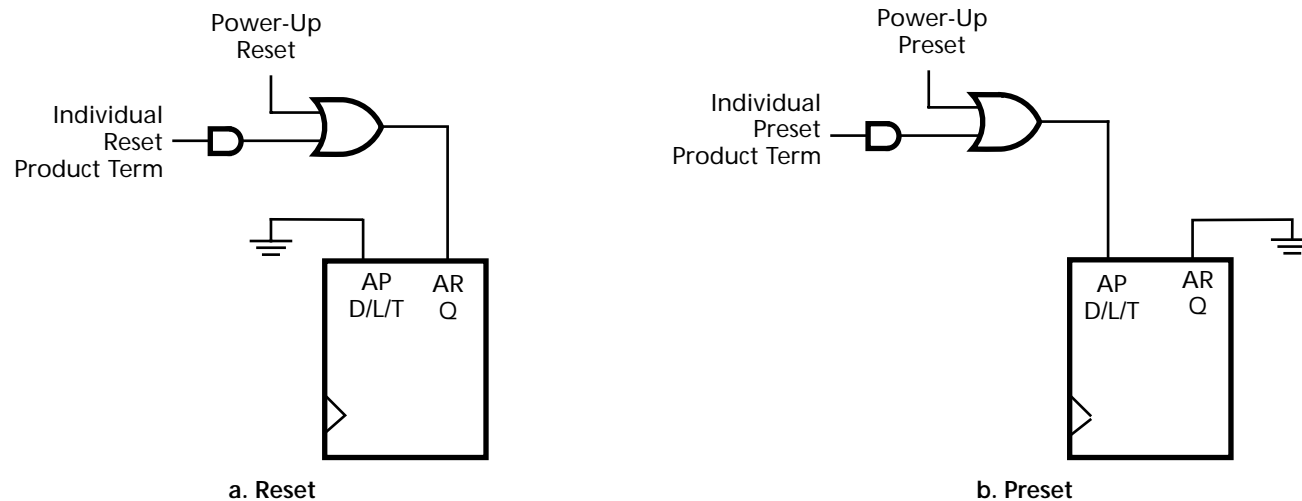 Power-Up
Reset
Individual
Reset
Product Term
AP
AR
D/L/T
Q
a. Reset
Power-Up
Preset
Individual
Preset
Product Term
AP
AR
D/L/T
Q
b. Preset